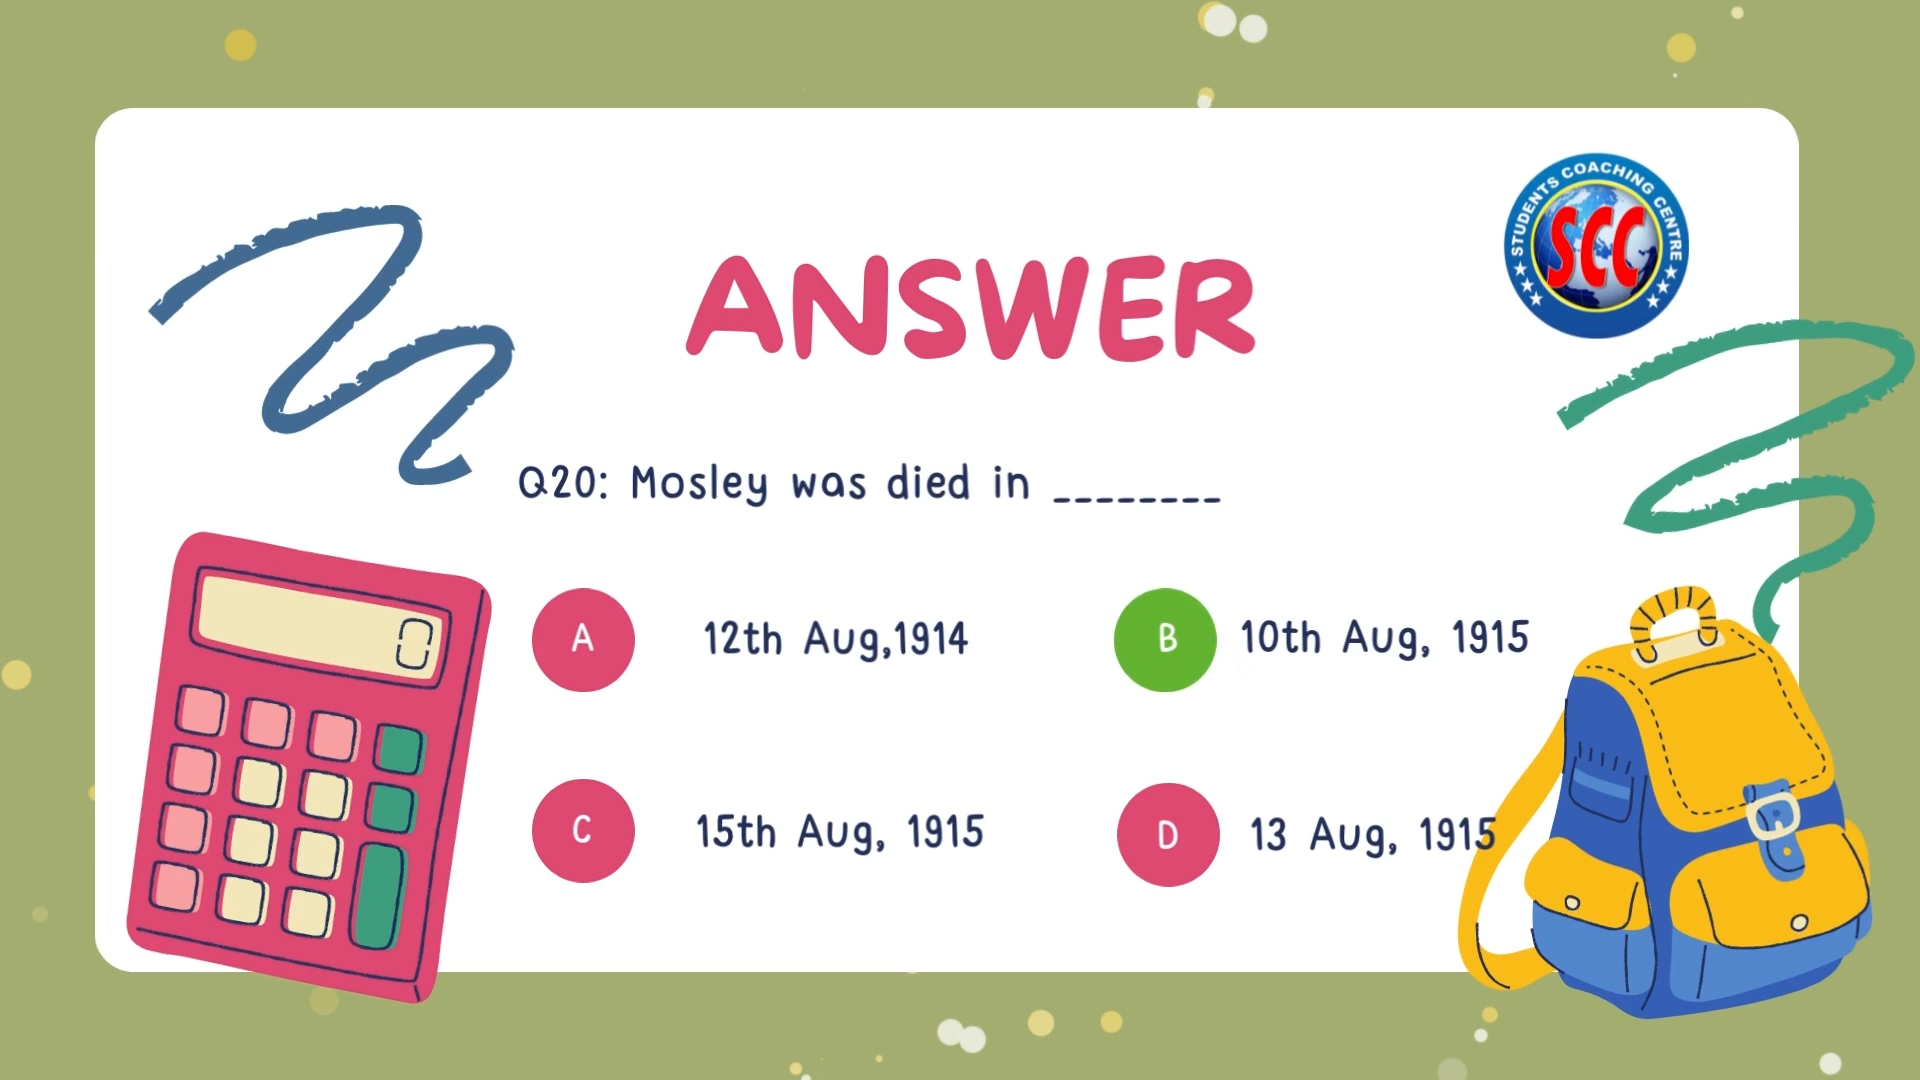 STUDENTS COACHING CENTRE
SCC
ANSWER
Q20: Mosley was died in --------
A 12th Aug,1914
B 10th Aug, 1915
C 15th Aug, 1915
D 13 Aug, 1915
0